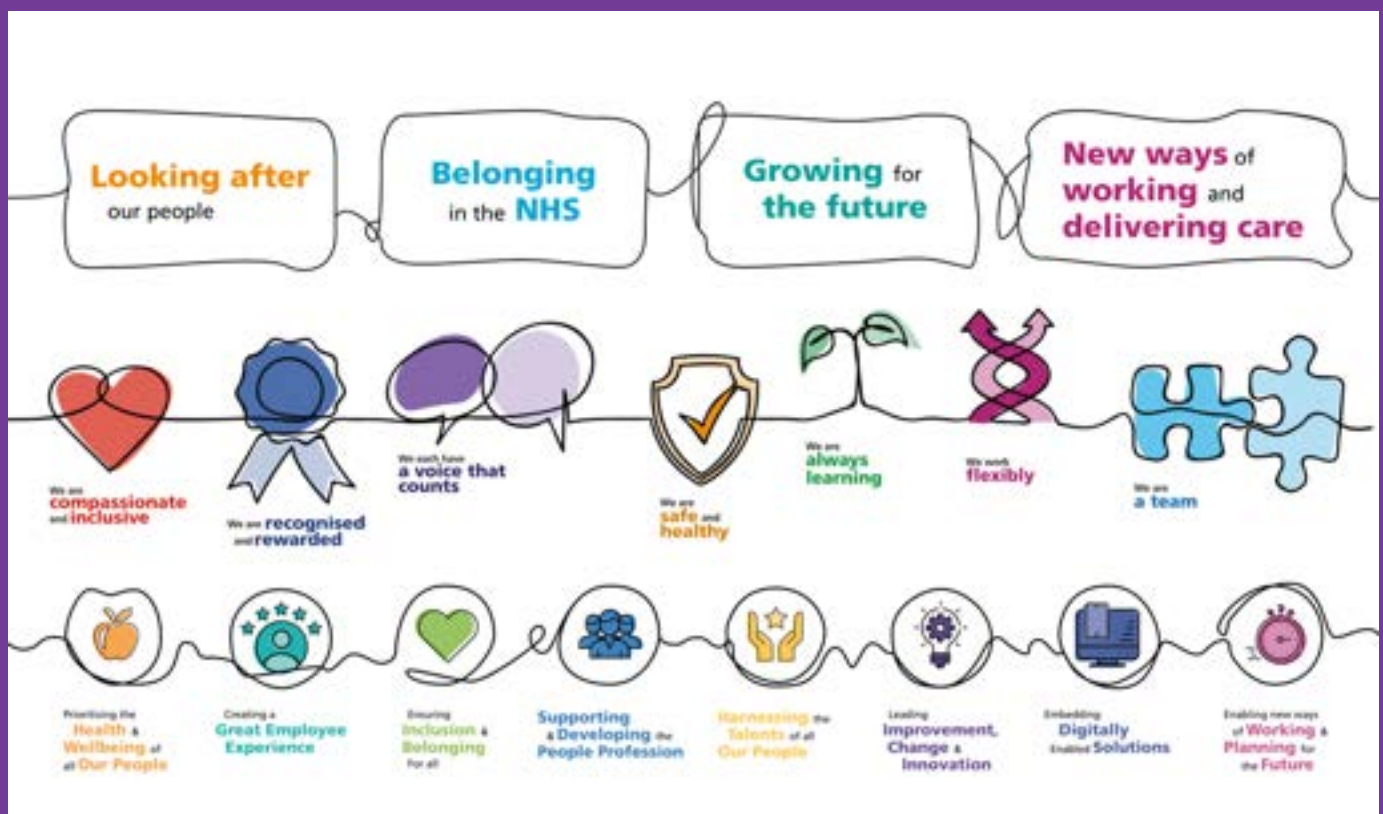 Looking after
our people
Belonging
in the NHS
Growing for
the future
New ways of
working and
delivering care
We are
compassionate
and inclusive
We are recognised
and rewarded
We each have
a voice that
counts
We are
safe and
healthy
We are
always
learning
We work
flexibly
We are
a team
Prioritising the
Health &
Wellbeing of
all Our People
Creating a
Great Employee
Experience
Ensuring
Inclusion &
Belonging
For all
Supporting
& Developing the
People Profession
Harnessing the
Talents of all
Our People
Leading
Improvement,
Change &
Innovation
Embedding
Digitally
Enabled Solutions
Enabling new ways
of Working &
Planning for
the Future